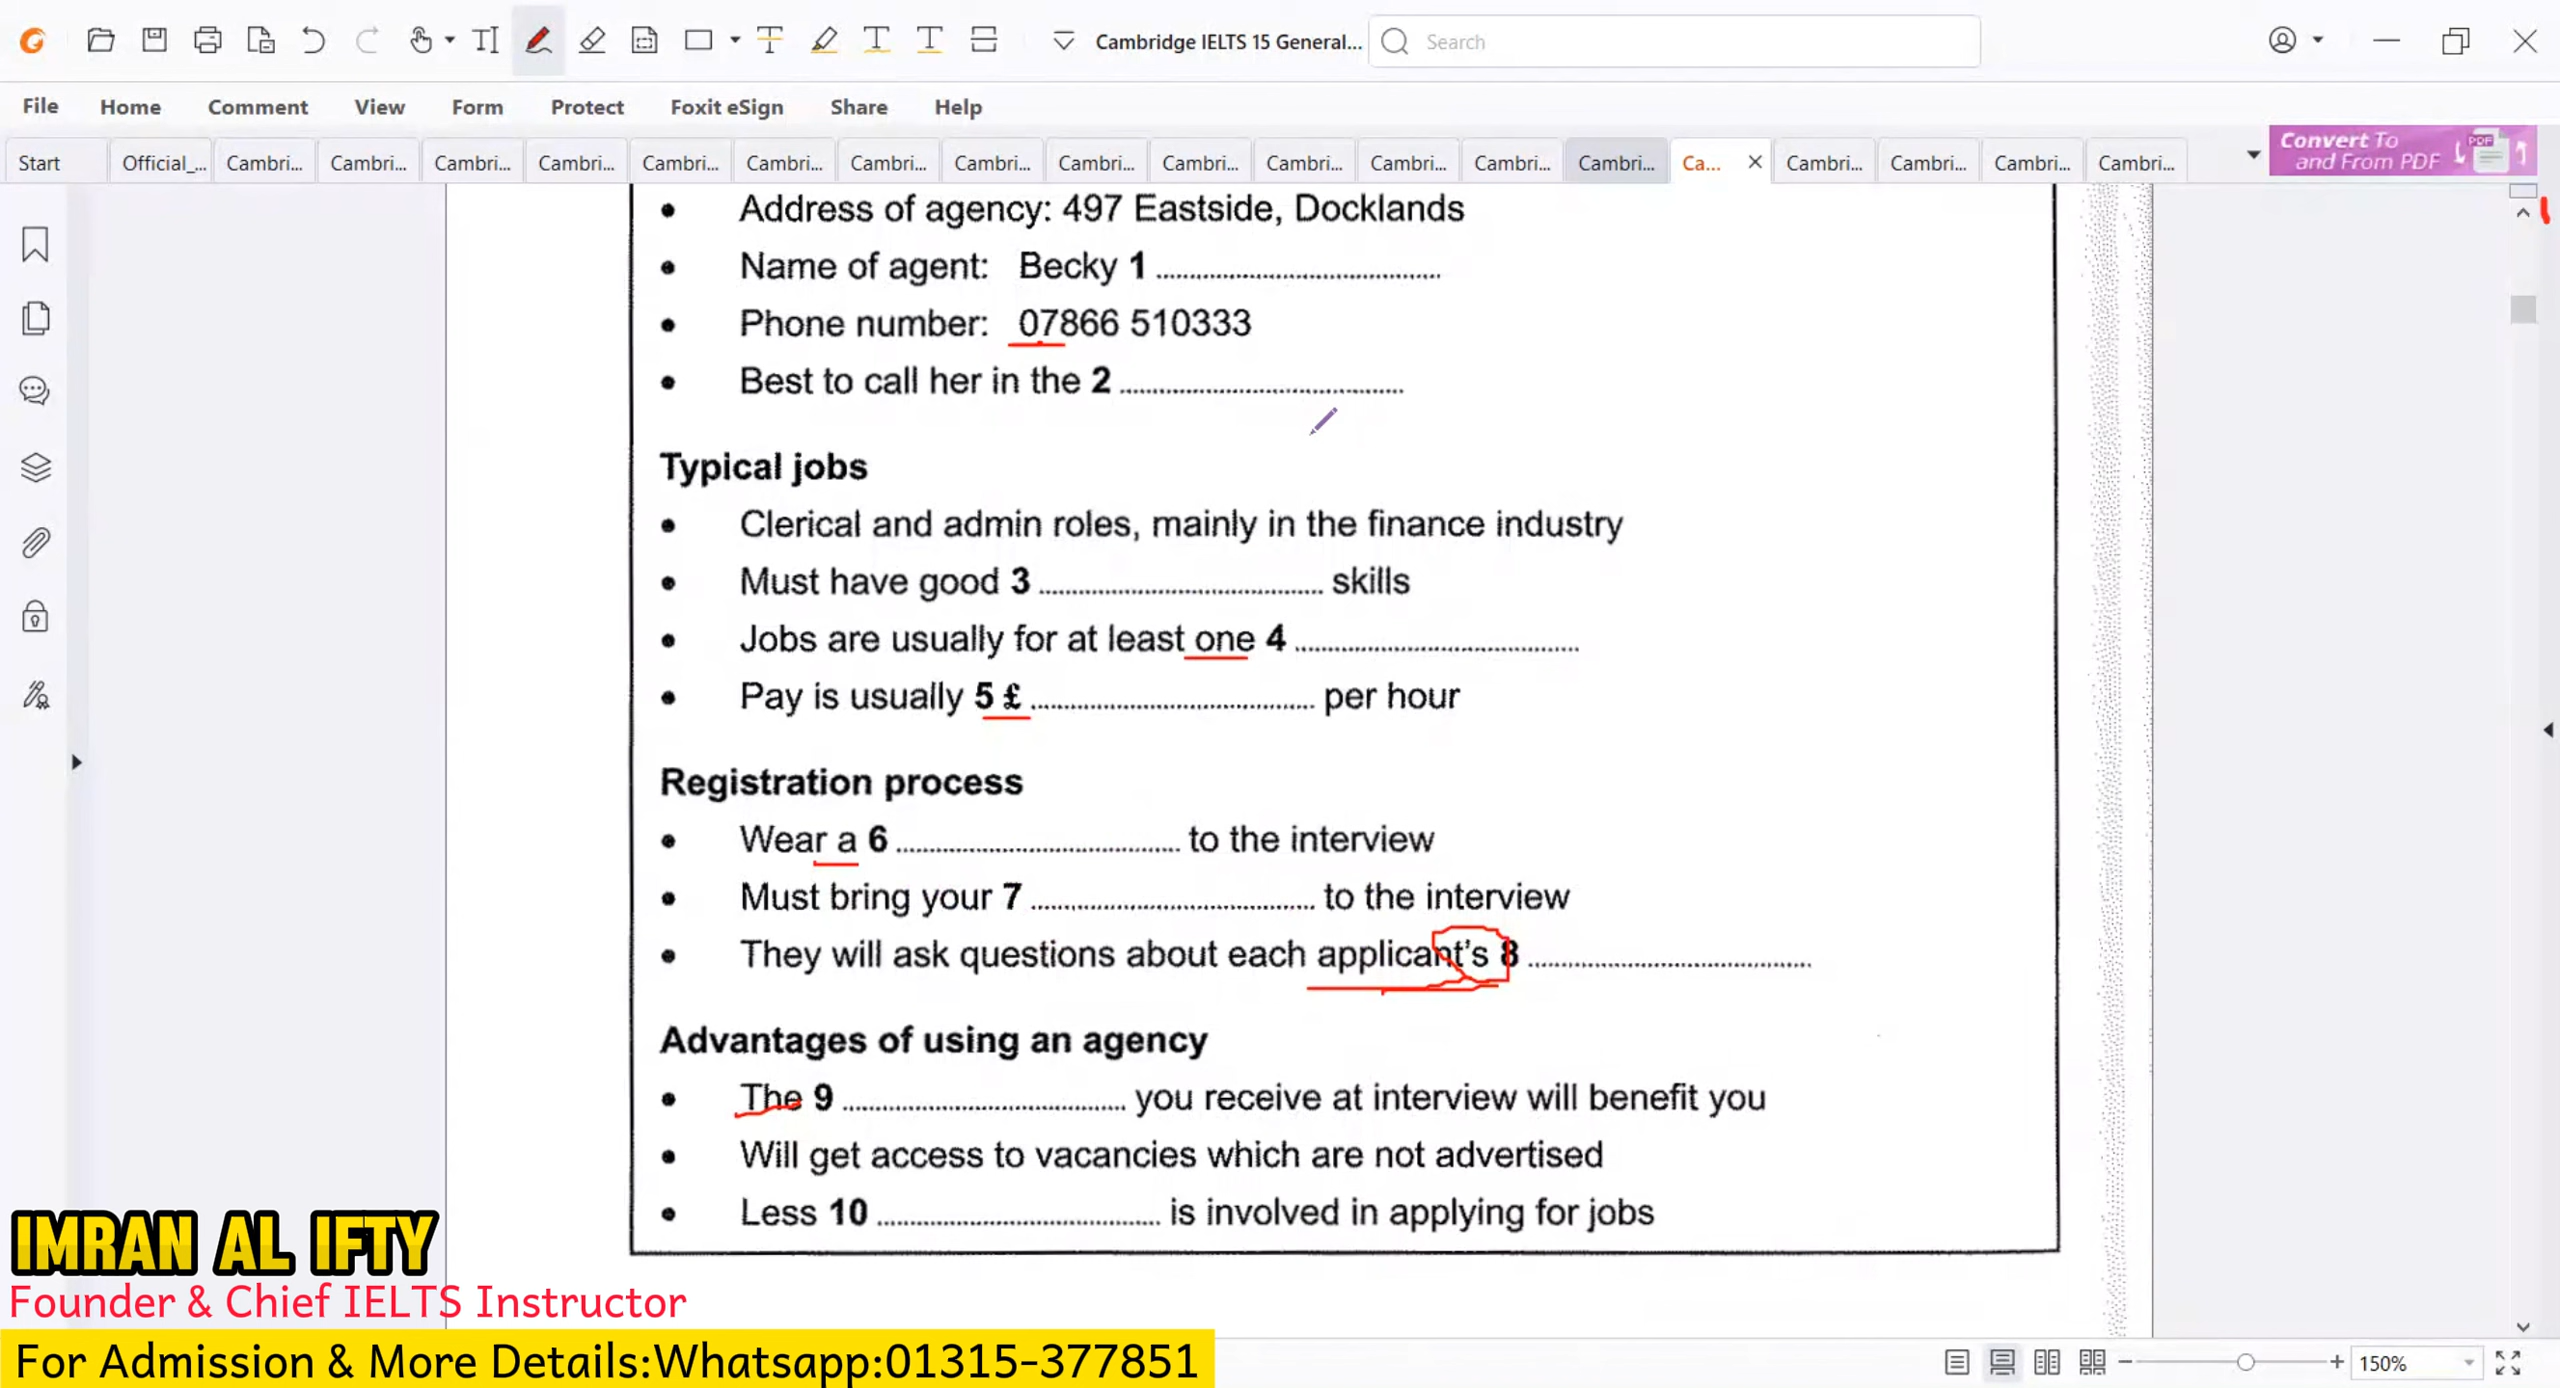 Cambridge IELTS 15 General...
Search
File Home Comment View Form Protect Foxit eSign Share Help
Start Official_... Cambri... Cambri... Cambri... Cambri... Cambri... Cambri... Cambri... Cambri... Cambri... Cambri... Cambri... Cambri... Cambri... Cambri... Ca... Cambri... Cambri... Cambri... Cambri...
Convert To
and From PDF
PDF
• Address of agency: 497 Eastside, Docklands
• Name of agent: Becky 1 ........................................
• Phone number: 07866 510333
• Best to call her in the 2 ........................................
Typical jobs
• Clerical and admin roles, mainly in the finance industry
• Must have good 3 ........................................ skills
• Jobs are usually for at least one 4 ........................................
• Pay is usually 5 £ ........................................ per hour
Registration process
• Wear a 6 ........................................ to the interview
• Must bring your 7 ........................................ to the interview
• They will ask questions about each applicant's 8 ........................................
Advantages of using an agency
• The 9 ........................................ you receive at interview will benefit you
• Will get access to vacancies which are not advertised
• Less 10 ........................................ is involved in applying for jobs
IMRAN AL IFTY
Founder & Chief IELTS Instructor
For Admission & More Details:Whatsapp:01315-377851
150%